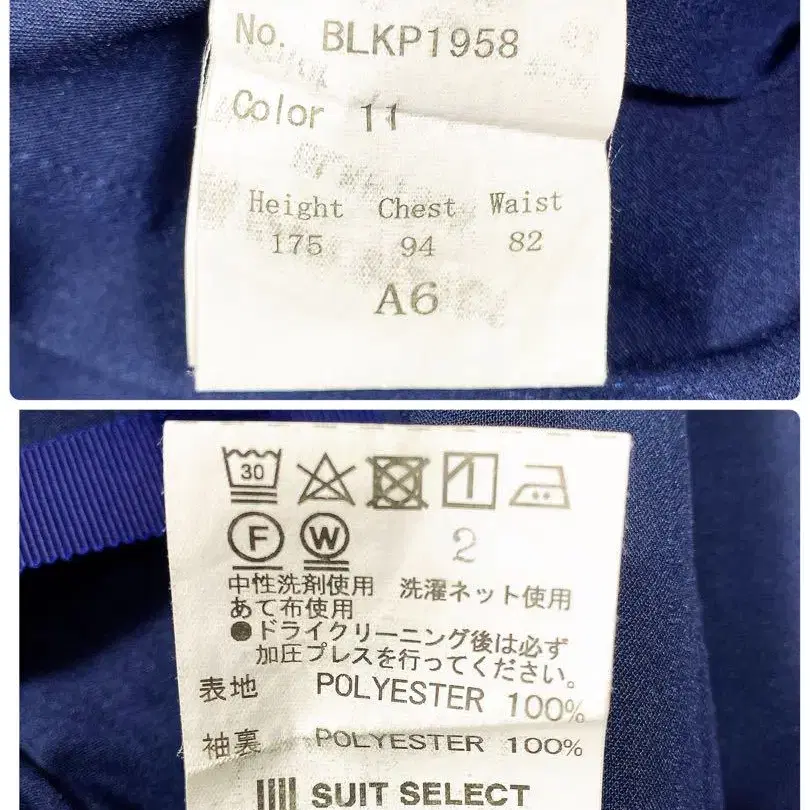 No. BLKP1958
Color 11
Height Chest Waist
175 94 82
A6
30
F W 2
中性洗剤使用 洗濯ネット使用
あて布使用
●ドライクリーニング後は必ず
加圧プレスを行ってください。
表地 POLYESTER 100%
袖裏 POLYESTER 100%
SUIT SELECT